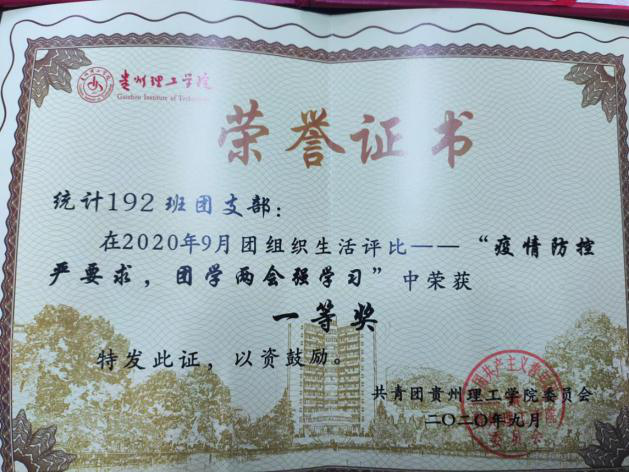 贵州理工学院
Guizhou Institute of Technology
荣誉证书
统计192班团支部：
在2020年9月团组织生活评比——“疫情防控
严要求，团学两会强学习”中荣获
一等奖
特发此证，以资鼓励。
共青团贵州理工学院委员会
二〇二〇年九月